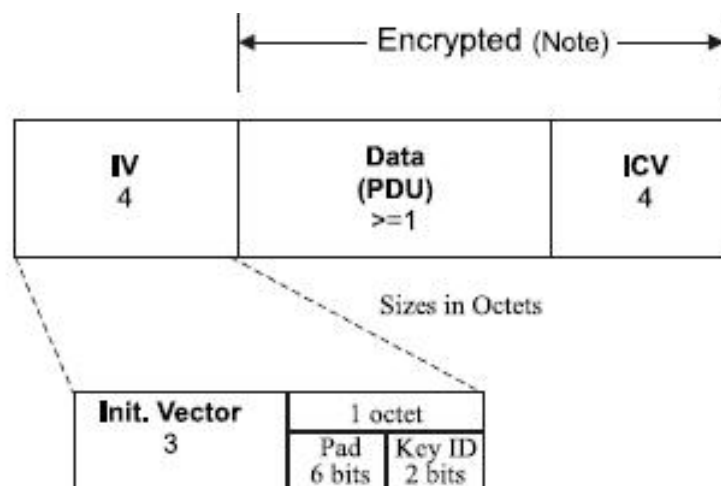 Encrypted (Note)
IV
4
Data
(PDU)
>=1
ICV
4
Sizes in Octets
Init. Vector
3
1 octet
Pad
6 bits
Key ID
2 bits